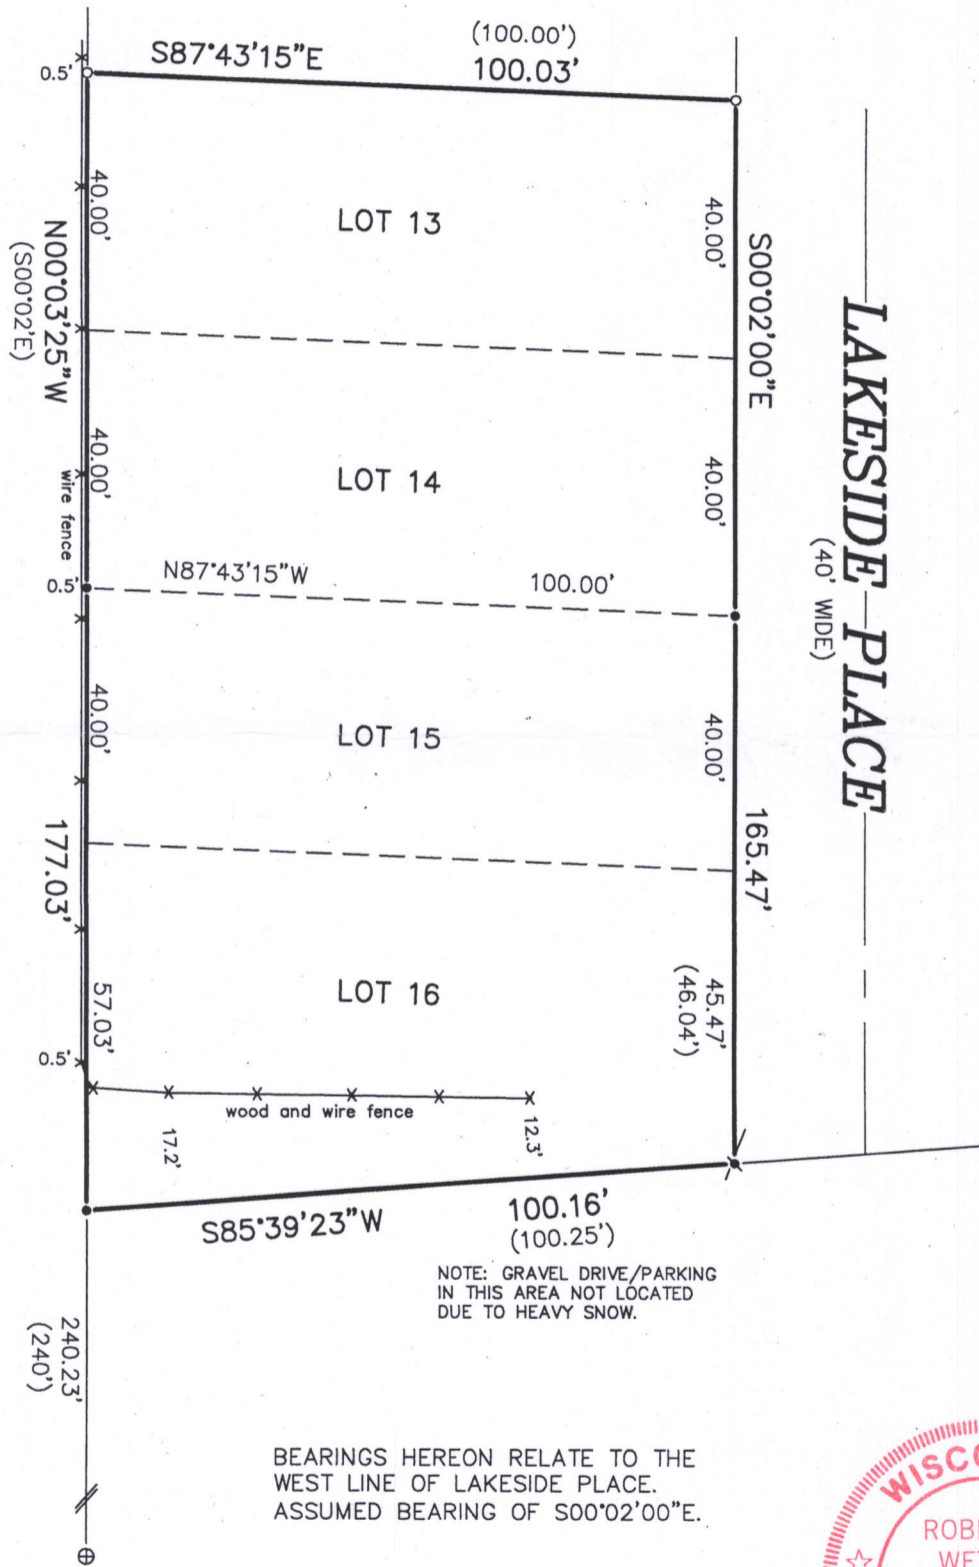 (100.00')
S87°43'15"E
100.03'
0.5'
40.00'
LOT 13
40.00'
N00°03'25"W
(S00°02'E)
S00°02'00"E
LAKESIDE PLACE
(40' WIDE)
40.00'
wire fence
LOT 14
40.00'
0.5'
N87°43'15"W
100.00'
40.00'
LOT 15
40.00'
177.03'
165.47'
57.03'
LOT 16
45.47'
(46.04')
0.5'
wood and wire fence
17.2'
12.3'
S85°39'23"W
100.16'
(100.25')
NOTE: GRAVEL DRIVE/PARKING
IN THIS AREA NOT LOCATED
DUE TO HEAVY SNOW.
240.23'
(240')
BEARINGS HEREON RELATE TO THE
WEST LINE OF LAKESIDE PLACE.
ASSUMED BEARING OF S00°02'00"E.